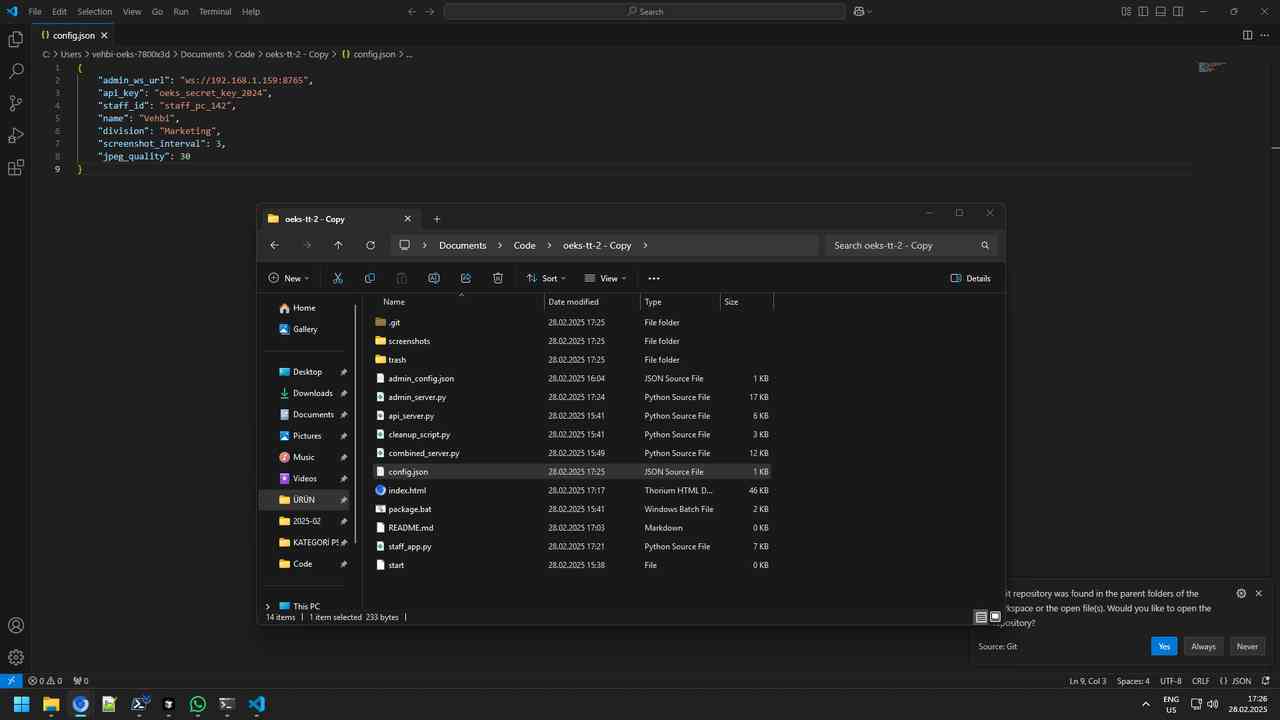 File Edit Selection View Go Run Terminal Help
Search
config.json
C: > Users > vehbi-oeks-7800x3d > Documents > Code > oeks-tt-2 - Copy > {} config.json > ...
1 {
2 "admin_ws_url": "ws://192.168.1.159:8765",
3 "api_key": "oeks_secret_key_2024",
4 "staff_id": "staff_pc_142",
5 "name": "Vehbi",
6 "division": "Marketing",
7 "screenshot_interval": 3,
8 "jpeg_quality": 30
9 }
oeks-tt-2 - Copy
Documents > Code > oeks-tt-2 - Copy >
Search oeks-tt-2 - Copy
New Sort View Details
Name Date modified Type Size
Home
Gallery
Desktop
Downloads
Documents
Pictures
Music
Videos
ÜRÜN
2025-02
Code
This PC
.git 28.02.2025 17:25 File folder
screenshots 28.02.2025 17:25 File folder
trash 28.02.2025 17:25 File folder
admin_config.json 28.02.2025 16:04 JSON Source File 1 KB
admin_server.py 28.02.2025 17:24 Python Source File 17 KB
api_server.py 28.02.2025 15:41 Python Source File 6 KB
cleanup_script.py 28.02.2025 15:41 Python Source File 3 KB
combined_server.py 28.02.2025 15:49 Python Source File 12 KB
config.json 28.02.2025 17:25 JSON Source File 1 KB
index.html 28.02.2025 17:17 Thorium HTML D... 46 KB
package.bat 28.02.2025 15:41 Windows Batch File 2 KB
README.md 28.02.2025 17:03 Markdown 0 KB
staff_app.py 28.02.2025 17:21 Python Source File 7 KB
start 28.02.2025 15:38 File 0 KB
14 items 1 item selected 233 bytes
repository was found in the parent folders of the
or the open file(s). Would you like to open the
Source: Git
Yes Always Never
0 0 0
Ln 9, Col 3 Spaces: 4 UTF-8 CRLF {} JSON
ENG
US
17:26
28.02.2025